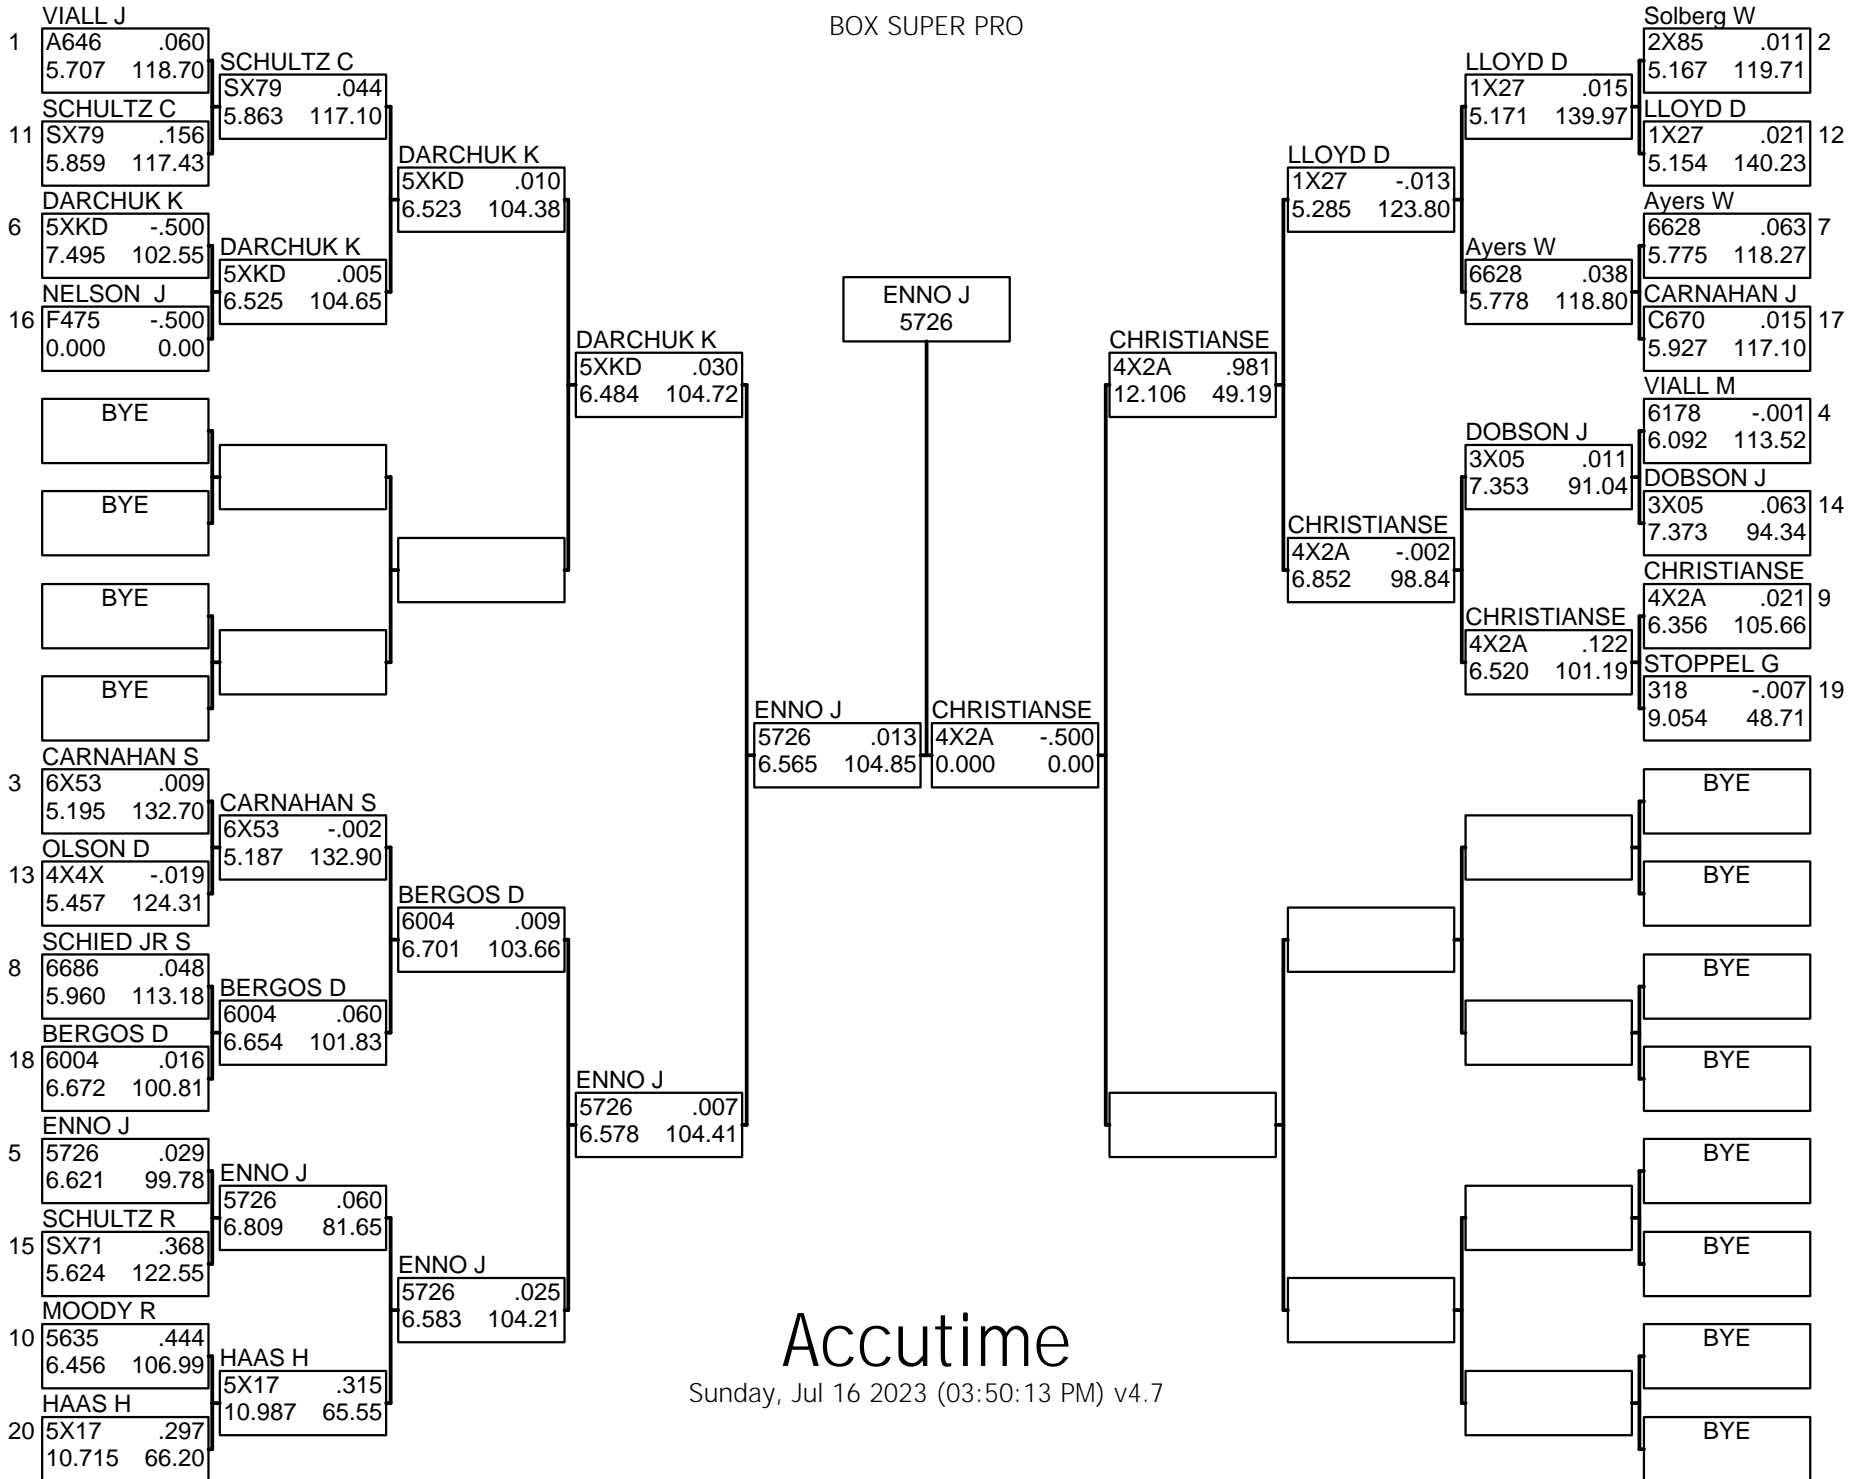 BOX SUPER PRO
VIALL J
1
A646 .060
5.707 118.70
SCHULTZ C
11
SX79 .156
5.859 117.43
DARCHUK K
6
5XKD -.500
7.495 102.55
NELSON J
16
F475 -.500
0.000 0.00
BYE
BYE
BYE
BYE
CARNAHAN S
3
6X53 .009
5.195 132.70
OLSON D
13
4X4X -.019
5.457 124.31
SCHIED JR S
8
6686 .048
5.960 113.18
BERGOS D
18
6004 .016
6.672 100.81
ENNO J
5
5726 .029
6.621 99.78
SCHULTZ R
15
SX71 .368
5.624 122.55
MOODY R
10
5635 .444
6.456 106.99
HAAS H
20
5X17 .297
10.715 66.20
SCHULTZ C
SX79 .044
5.863 117.10
DARCHUK K
5XKD .005
6.525 104.65
CARNAHAN S
6X53 -.002
5.187 132.90
BERGOS D
6004 .060
6.654 101.83
ENNO J
5726 .060
6.809 81.65
HAAS H
5X17 .315
10.987 65.55
DARCHUK K
5XKD .010
6.523 104.38
BERGOS D
6004 .009
6.701 103.66
ENNO J
5726 .025
6.583 104.21
DARCHUK K
5XKD .030
6.484 104.72
ENNO J
5726 .007
6.578 104.41
ENNO J
5726 .013
6.565 104.85
ENNO J
5726
CHRISTIANSE
4X2A -.500
0.000 0.00
CHRISTIANSE
4X2A .981
12.106 49.19
LLOYD D
1X27 -.013
5.285 123.80
CHRISTIANSE
4X2A -.002
6.852 98.84
LLOYD D
1X27 .015
5.171 139.97
Ayers W
6628 .038
5.778 118.80
DOBSON J
3X05 .011
7.353 91.04
CHRISTIANSE
4X2A .122
6.520 101.19
Solberg W
2X85 .011
2
5.167 119.71
LLOYD D
1X27 .021
12
5.154 140.23
Ayers W
6628 .063
7
5.775 118.27
CARNAHAN J
C670 .015
17
5.927 117.10
VIALL M
6178 -.001
4
6.092 113.52
DOBSON J
3X05 .063
14
7.373 94.34
CHRISTIANSE
4X2A .021
9
6.356 105.66
STOPPEL G
318 -.007
19
9.054 48.71
BYE
BYE
BYE
BYE
BYE
BYE
BYE
BYE
Accutime
Sunday, Jul 16 2023 (03:50:13 PM) v4.7